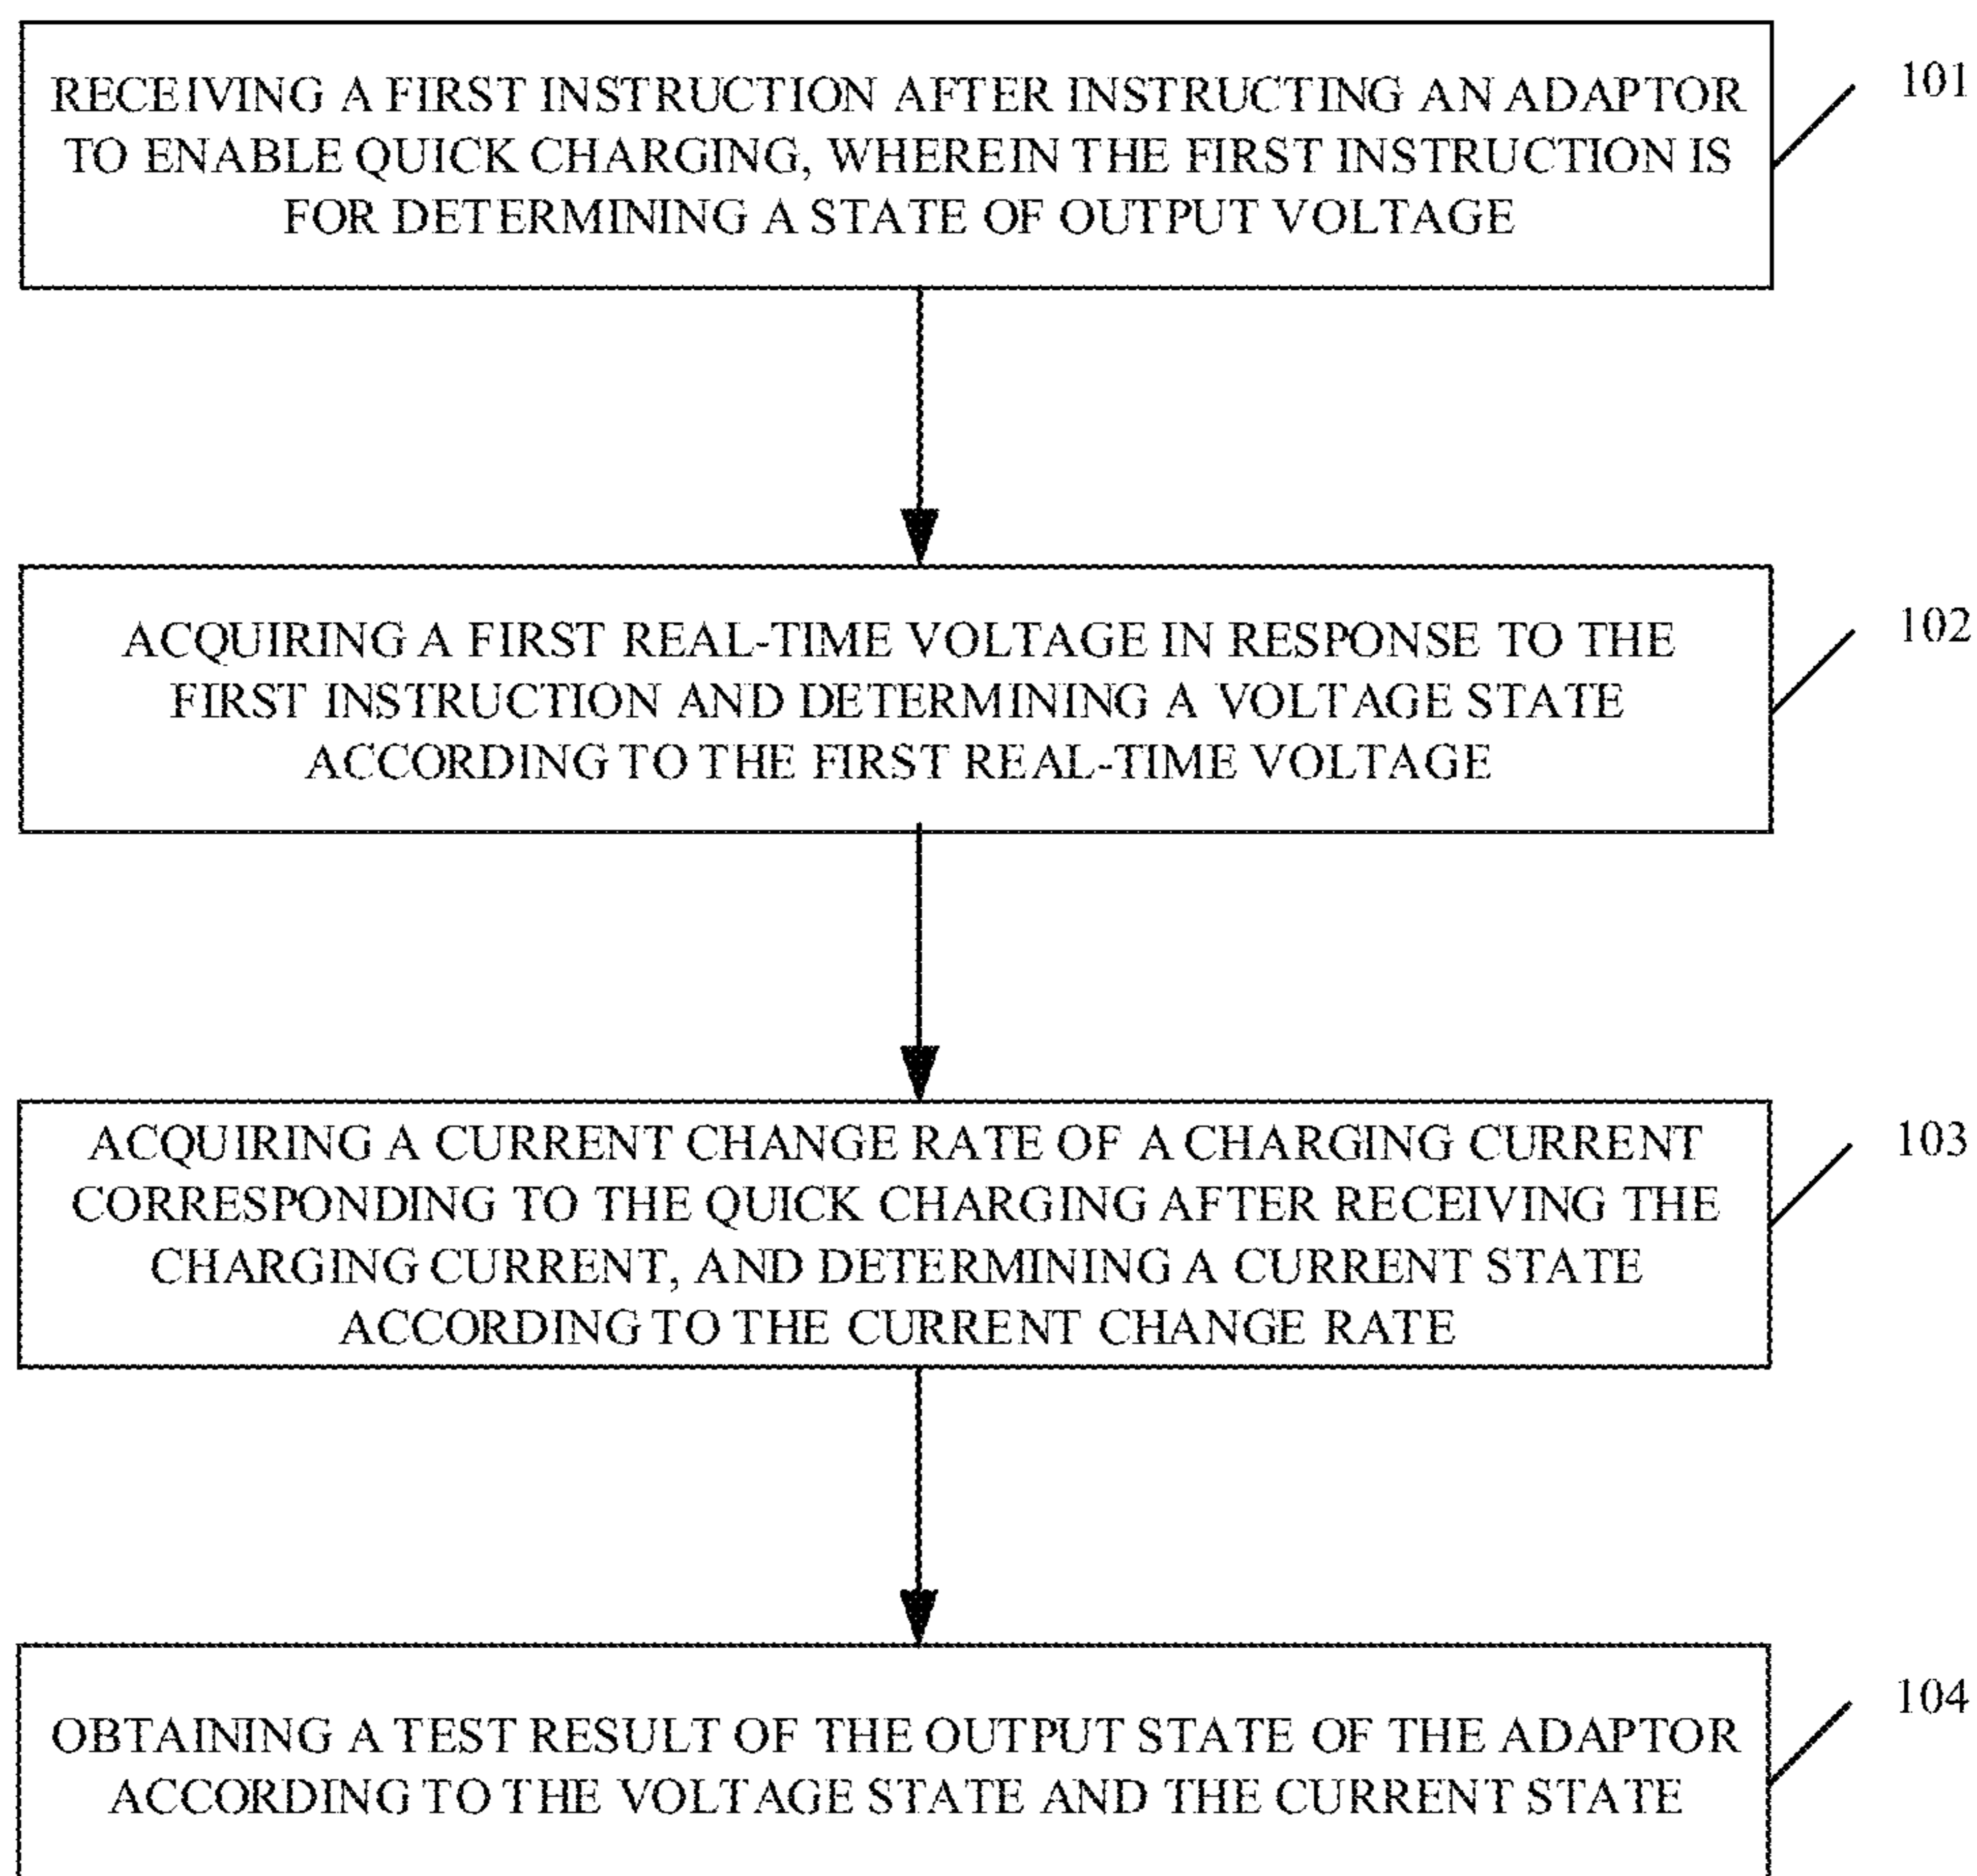 RECEIVING A FIRST INSTRUCTION AFTER INSTRUCTING AN ADAPTOR
TO ENABLE QUICK CHARGING, WHEREIN THE FIRST INSTRUCTION IS
FOR DETERMINING A STATE OF OUTPUT VOLTAGE
101
ACQUIRING A FIRST REAL-TIME VOLTAGE IN RESPONSE TO THE
FIRST INSTRUCTION AND DETERMINING A VOLTAGE STATE
ACCORDING TO THE FIRST REAL-TIME VOLTAGE
102
ACQUIRING A CURRENT CHANGE RATE OF A CHARGING CURRENT
CORRESPONDING TO THE QUICK CHARGING AFTER RECEIVING THE
CHARGING CURRENT, AND DETERMINING A CURRENT STATE
ACCORDING TO THE CURRENT CHANGE RATE
103
OBTAINING A TEST RESULT OF THE OUTPUT STATE OF THE ADAPTOR
ACCORDING TO THE VOLTAGE STATE AND THE CURRENT STATE
104